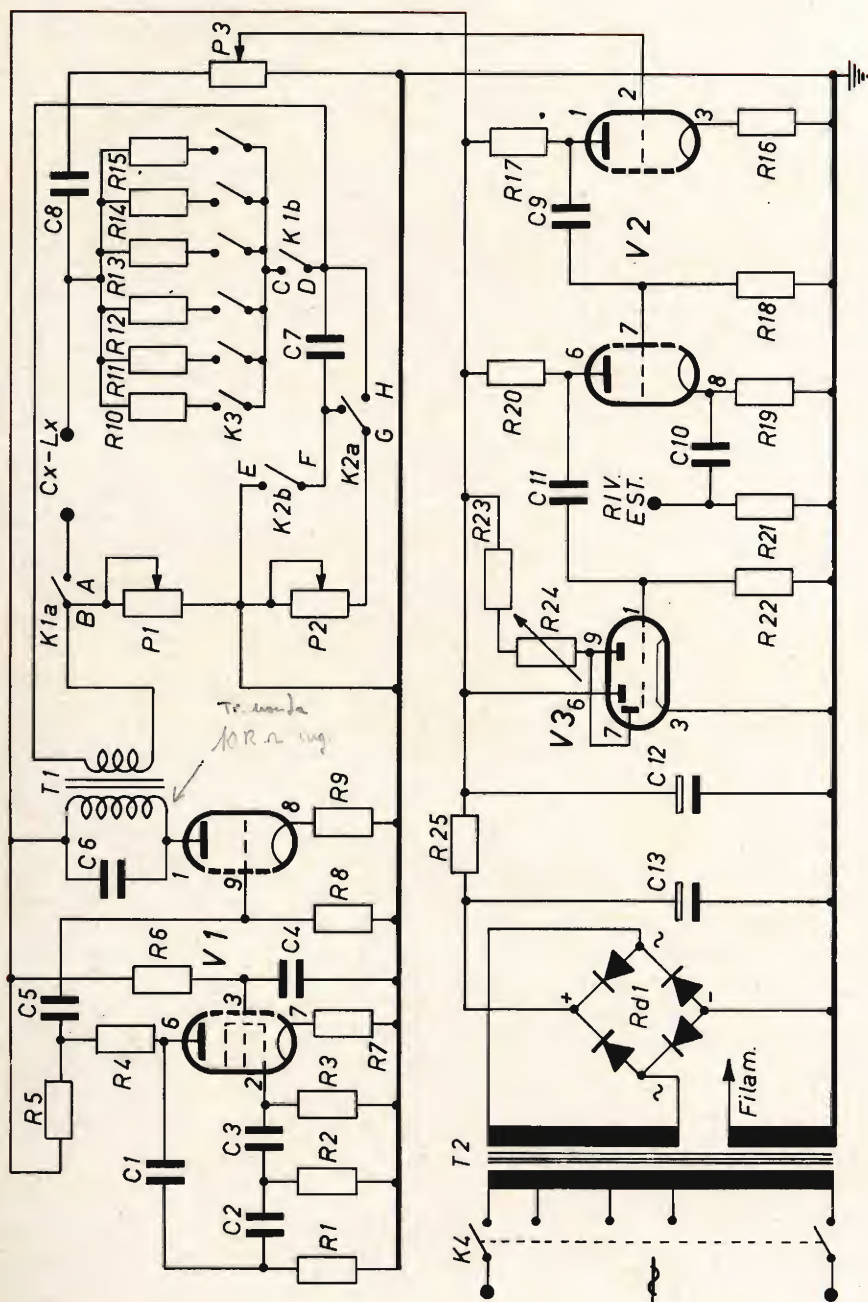 R5
C5
R4
C1
6
R6
V1
3
C4
2
7
C2
C3
R1
R2
R3
R7
T1
C6
1
9
8
R8
R9
Tr.
ing.
K1a
Cx-Lx
C8
P3
B
A
P1
P2
E
K2b
F
K2a
G
H
C7
R10
R11
R12
R13
R14
R15
K3
C
K1b
D
K4
T2
Filam.
+
~
Rd1
~
-
R25
C13
C12
V3
6
7
9
1
3
R24
R23
R22
C11
RIV.
EST.
R21
C10
R20
6
7
8
R19
V2
C9
R18
R17
1
2
3
R16